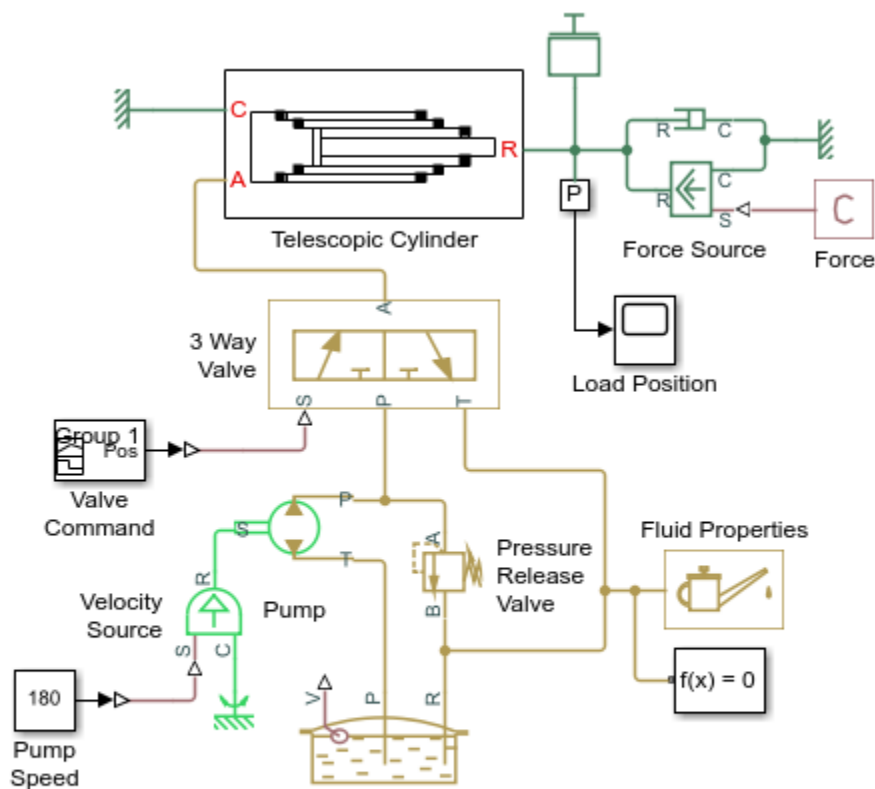 C
A
R
Telescopic Cylinder
P
R
C
R
C
S
Force Source
C
Force
A
3 Way
Valve
S
P
T
Load Position
Group 1
Pos
Valve
Command
P
S
T
A
B
Pressure
Release
Valve
Fluid Properties
R
Velocity
Source
Pump
S
C
180
Pump
Speed
V
P
R
f(x) = 0